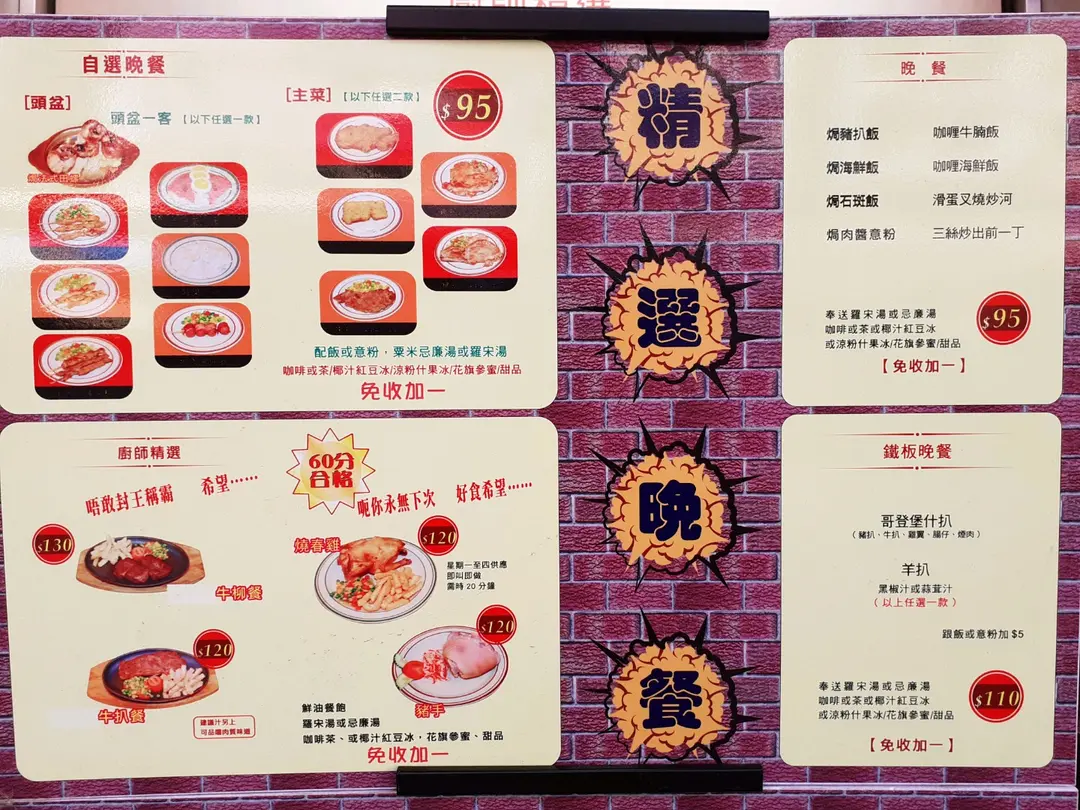 自選晚餐
[頭盆]
頭盆一客【以下任選一款】
[主菜]【以下任選二款】
$95
配飯或意粉，粟米忌廉湯或羅宋湯
咖啡或茶/椰汁紅豆冰/涼粉什果冰/花旗參蜜/甜品
免收加一
廚師精選
唔敢封王稱霸 希望……
60分
合格
呃你永無下次 好食希望……
$130
牛柳餐
燒春雞
$120
星期一至四供應
即叫即做
需時20分鐘
$120
牛扒餐
建議汁另上
可品嚐肉質味道
$120
豬手
鮮油餐飽
羅宋湯或忌廉湯
咖啡茶、或椰汁紅豆冰，花旗參蜜、甜品
免收加一
精
選
晚
餐
晚餐
焗豬扒飯 咖喱牛腩飯
焗海鮮飯 咖喱海鮮飯
焗石斑飯 滑蛋叉燒炒河
焗肉醬意粉 三絲炒出前一丁
奉送羅宋湯或忌廉湯
咖啡或茶或椰汁紅豆冰
或涼粉什果冰/花旗參蜜/甜品
$95
【免收加一】
鐵板晚餐
哥登堡什扒
（豬扒、牛扒、雞翼、腸仔、煙肉）
羊扒
黑椒汁或蒜茸汁
（以上任選一款）
跟飯或意粉加$5
奉送羅宋湯或忌廉湯
咖啡或茶或椰汁紅豆冰
或涼粉什果冰/花旗參蜜/甜品
$110
【免收加一】